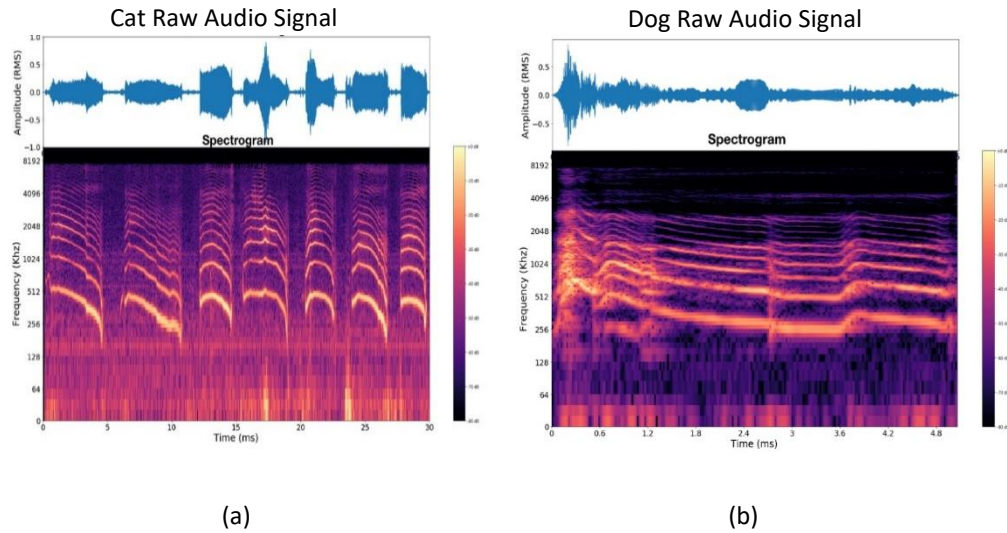 Cat Raw Audio Signal
Dog Raw Audio Signal
Amplitude (RMS)
1.0
0.5
0.0
-0.5
-1.0
Spectrogram
Frequency (Khz)
8192
4096
2048
1024
512
256
128
64
0
0 5 10 15 20 25 30
Time (ms)
Amplitude (RMS)
0.5
0.0
-0.5
Spectrogram
Frequency (Khz)
8192
4096
2048
1024
512
256
128
64
0
0 0.6 1.2 1.8 2.4 3 3.6 4.2 4.8
Time (ms)
(a)
(b)